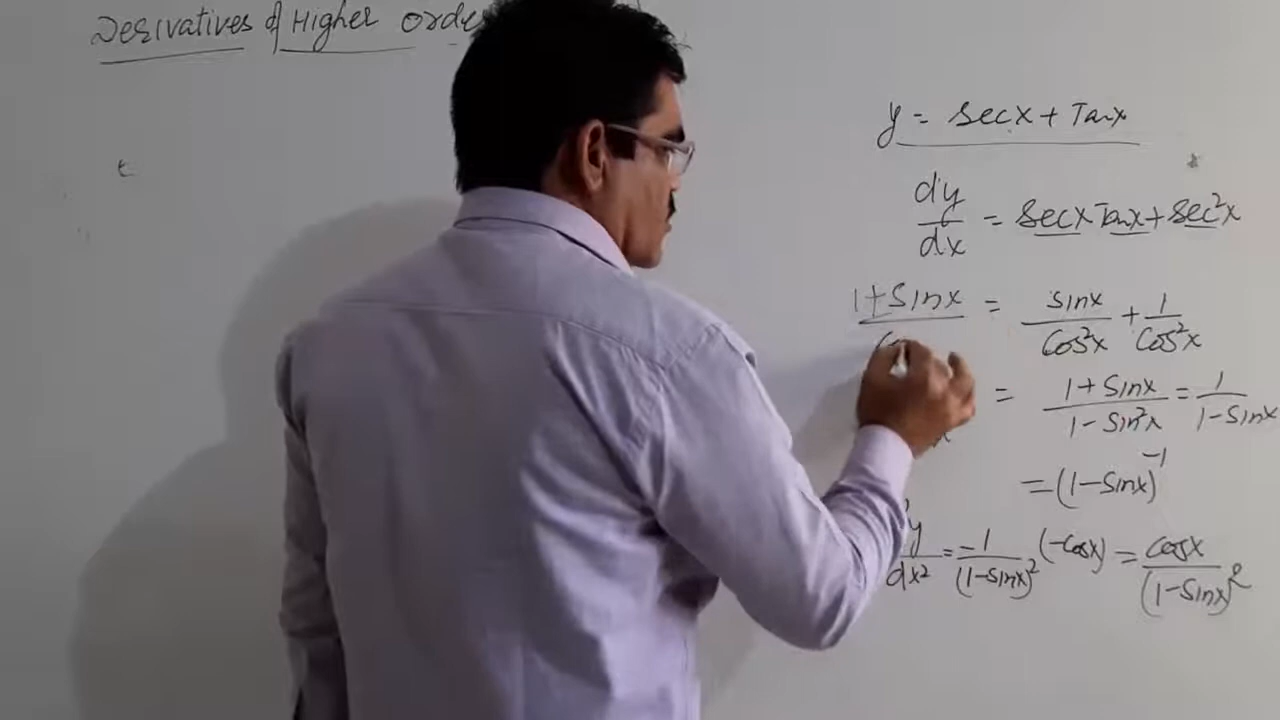 Derivatives of Higher Orde
y = secx + Tanx
dy/dx = secx Tanx + sec²x
1+sinx = sinx/cos²x + 1/cos²x
= 1+sinx/1-sin²x = 1/1-sinx
= (1-sinx)⁻¹
y/dx² = -1/(1-sinx)² (-cosx) = cosx/(1-sinx)²